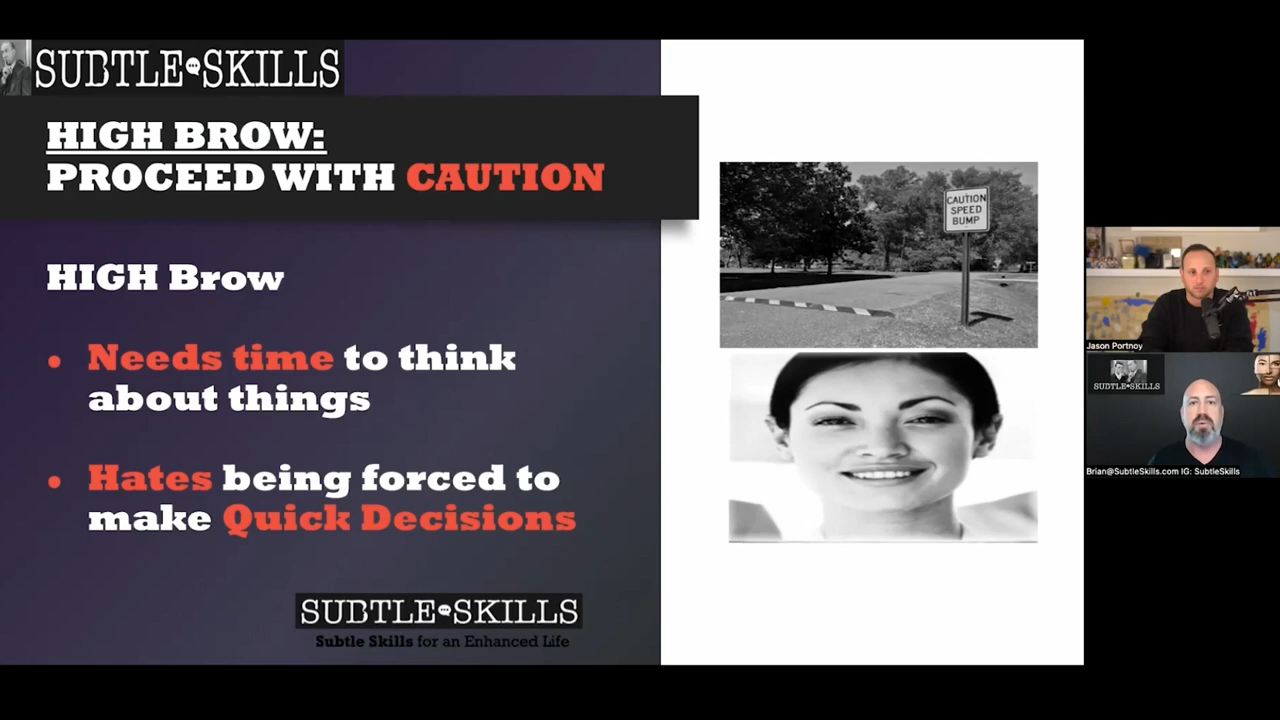 SUBTLE SKILLS
HIGH BROW:
PROCEED WITH CAUTION
HIGH Brow
• Needs time to think
about things
• Hates being forced to
make Quick Decisions
SUBTLE SKILLS
Subtle Skills for an Enhanced Life
CAUTION
SPEED
BUMP
Jason Portnoy
SUBTLE SKILLS
Brian@SubtleSkills.com IG: SubtleSkills